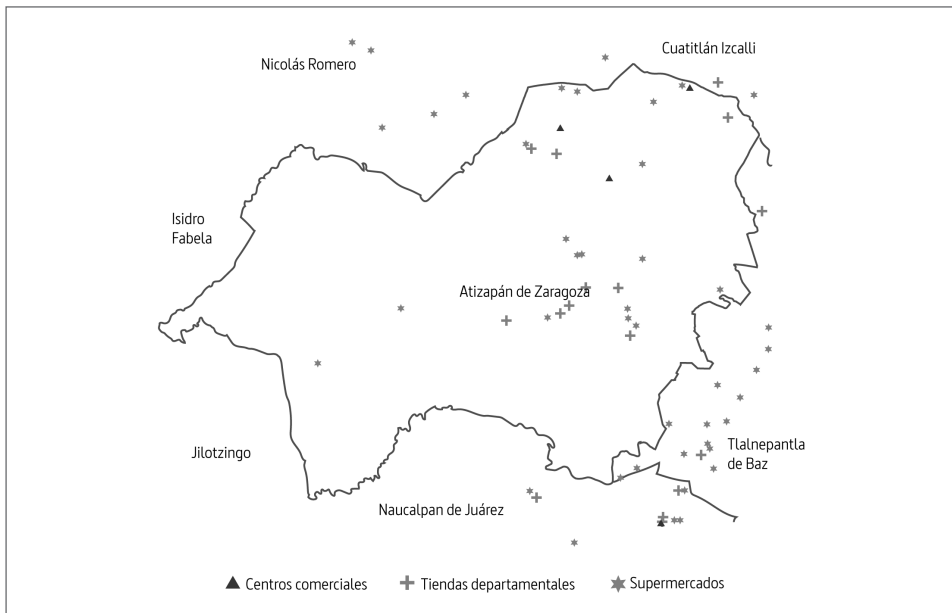 Cuatitlán Izcalli
Nicolás Romero
Isidro
Fabela
Atizapán de Zaragoza
Jilotzingo
Tlalnepantla
de Baz
Naucalpan de Juárez
Centros comerciales
Tiendas departamentales
Supermercados